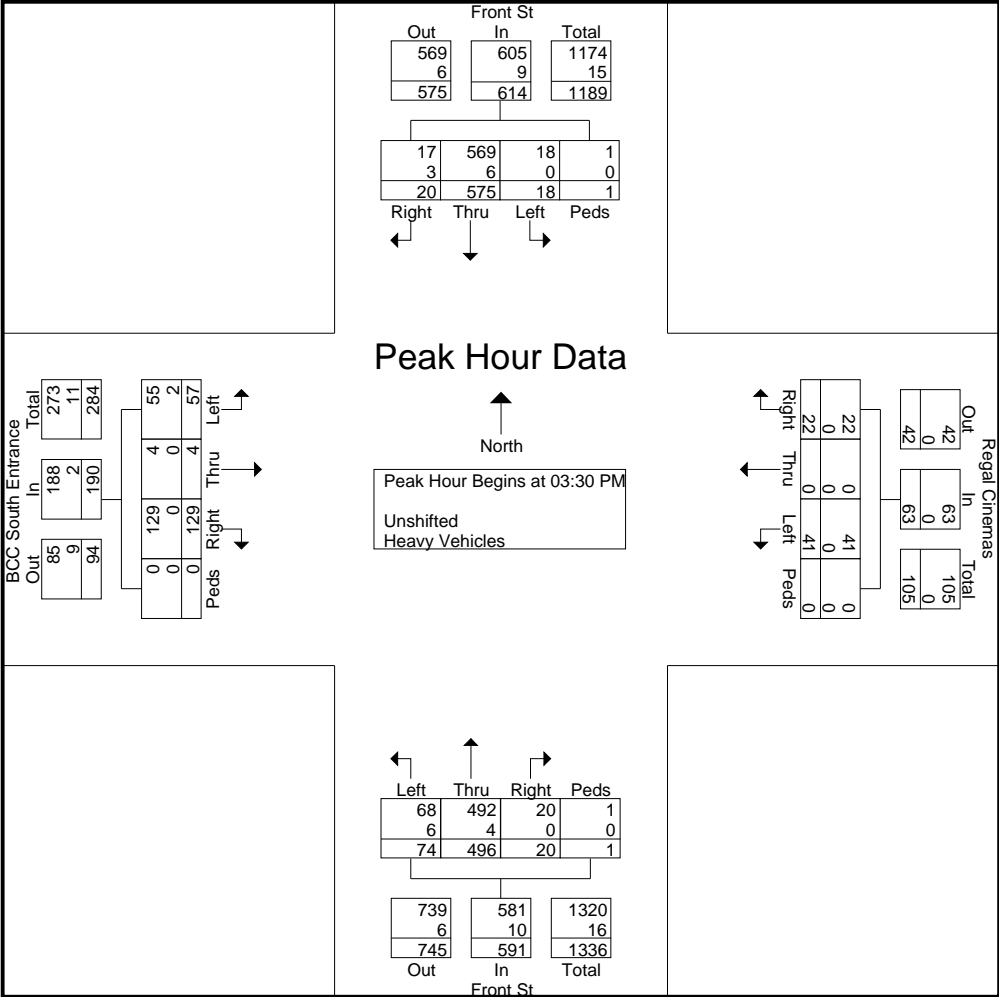 Front St
Out In Total
569 605 1174
6 9 15
575 614 1189
17 569 18 1
3 6 0 0
20 575 18 1
Right Thru Left Peds
Peak Hour Data
North
Peak Hour Begins at 03:30 PM
Unshifted
Heavy Vehicles
BCC South Entrance
Out In Total
85 188 273
9 2 11
94 190 284
Peds Right Thru Left
0 129 4 55
0 0 0 2
0 129 4 57
Regal Cinemas
Out In Total
42 63 105
0 0 0
42 63 105
22 0 41 0
0 0 0 0
22 0 41 0
Right Thru Left Peds
Left Thru Right Peds
68 492 20 1
6 4 0 0
74 496 20 1
739 581 1320
6 10 16
745 591 1336
Out In Total
Front St